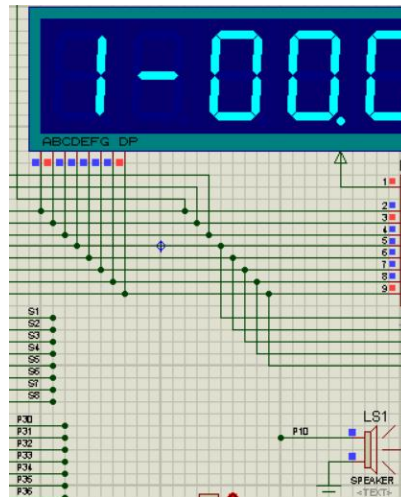 1-00.0
ABCDEFG DP
1
2
3
4
5
6
7
8
9
S1
S2
S3
S4
S5
S6
S7
S8
P30
P31
P32
P33
P34
P35
P36
P10
LS1
SPEAKER
<TEXT>